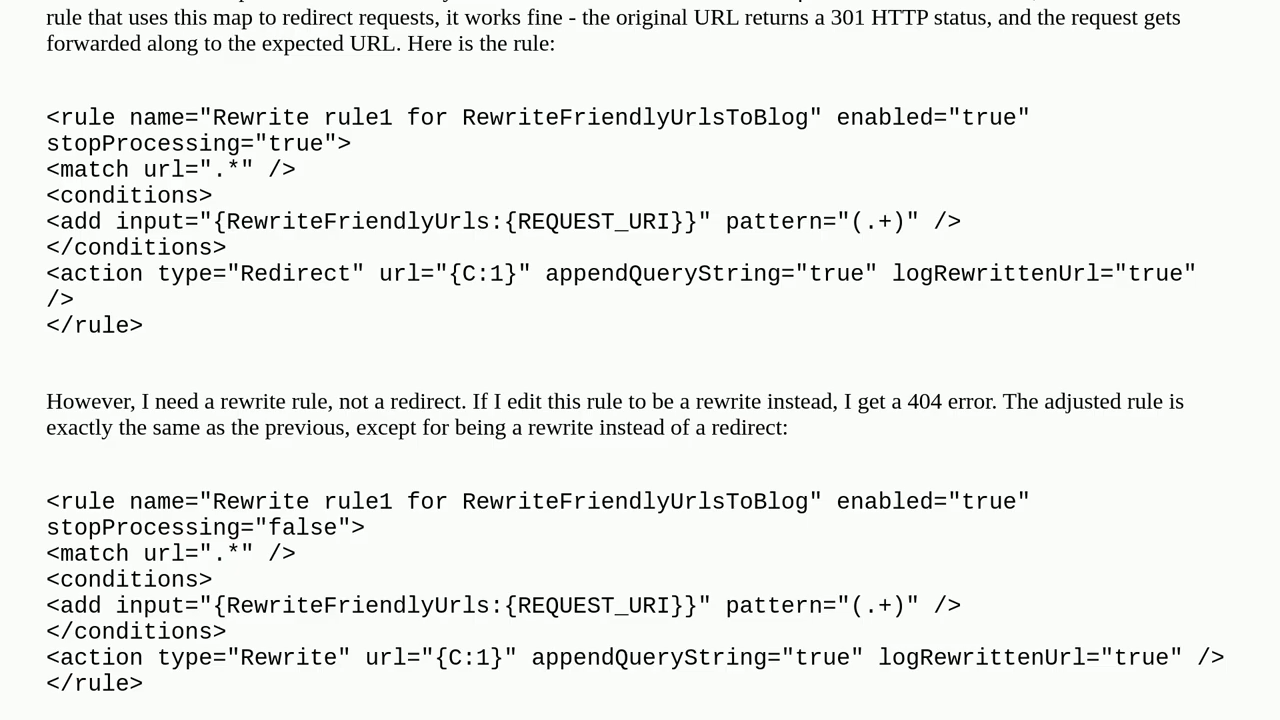 rule that uses this map to redirect requests, it works fine - the original URL returns a 301 HTTP status, and the request gets
forwarded along to the expected URL. Here is the rule:
<rule name="Rewrite rule1 for RewriteFriendlyUrlsToBlog" enabled="true"
stopProcessing="true">
<match url=".*" />
<conditions>
<add input="{RewriteFriendlyUrls:{REQUEST_URI}}" pattern="(.+)" />
</conditions>
<action type="Redirect" url="{C:1}" appendQueryString="true" logRewrittenUrl="true"
/>
</rule>
However, I need a rewrite rule, not a redirect. If I edit this rule to be a rewrite instead, I get a 404 error. The adjusted rule is
exactly the same as the previous, except for being a rewrite instead of a redirect:
<rule name="Rewrite rule1 for RewriteFriendlyUrlsToBlog" enabled="true"
stopProcessing="false">
<match url=".*" />
<conditions>
<add input="{RewriteFriendlyUrls:{REQUEST_URI}}" pattern="(.+)" />
</conditions>
<action type="Rewrite" url="{C:1}" appendQueryString="true" logRewrittenUrl="true" />
</rule>